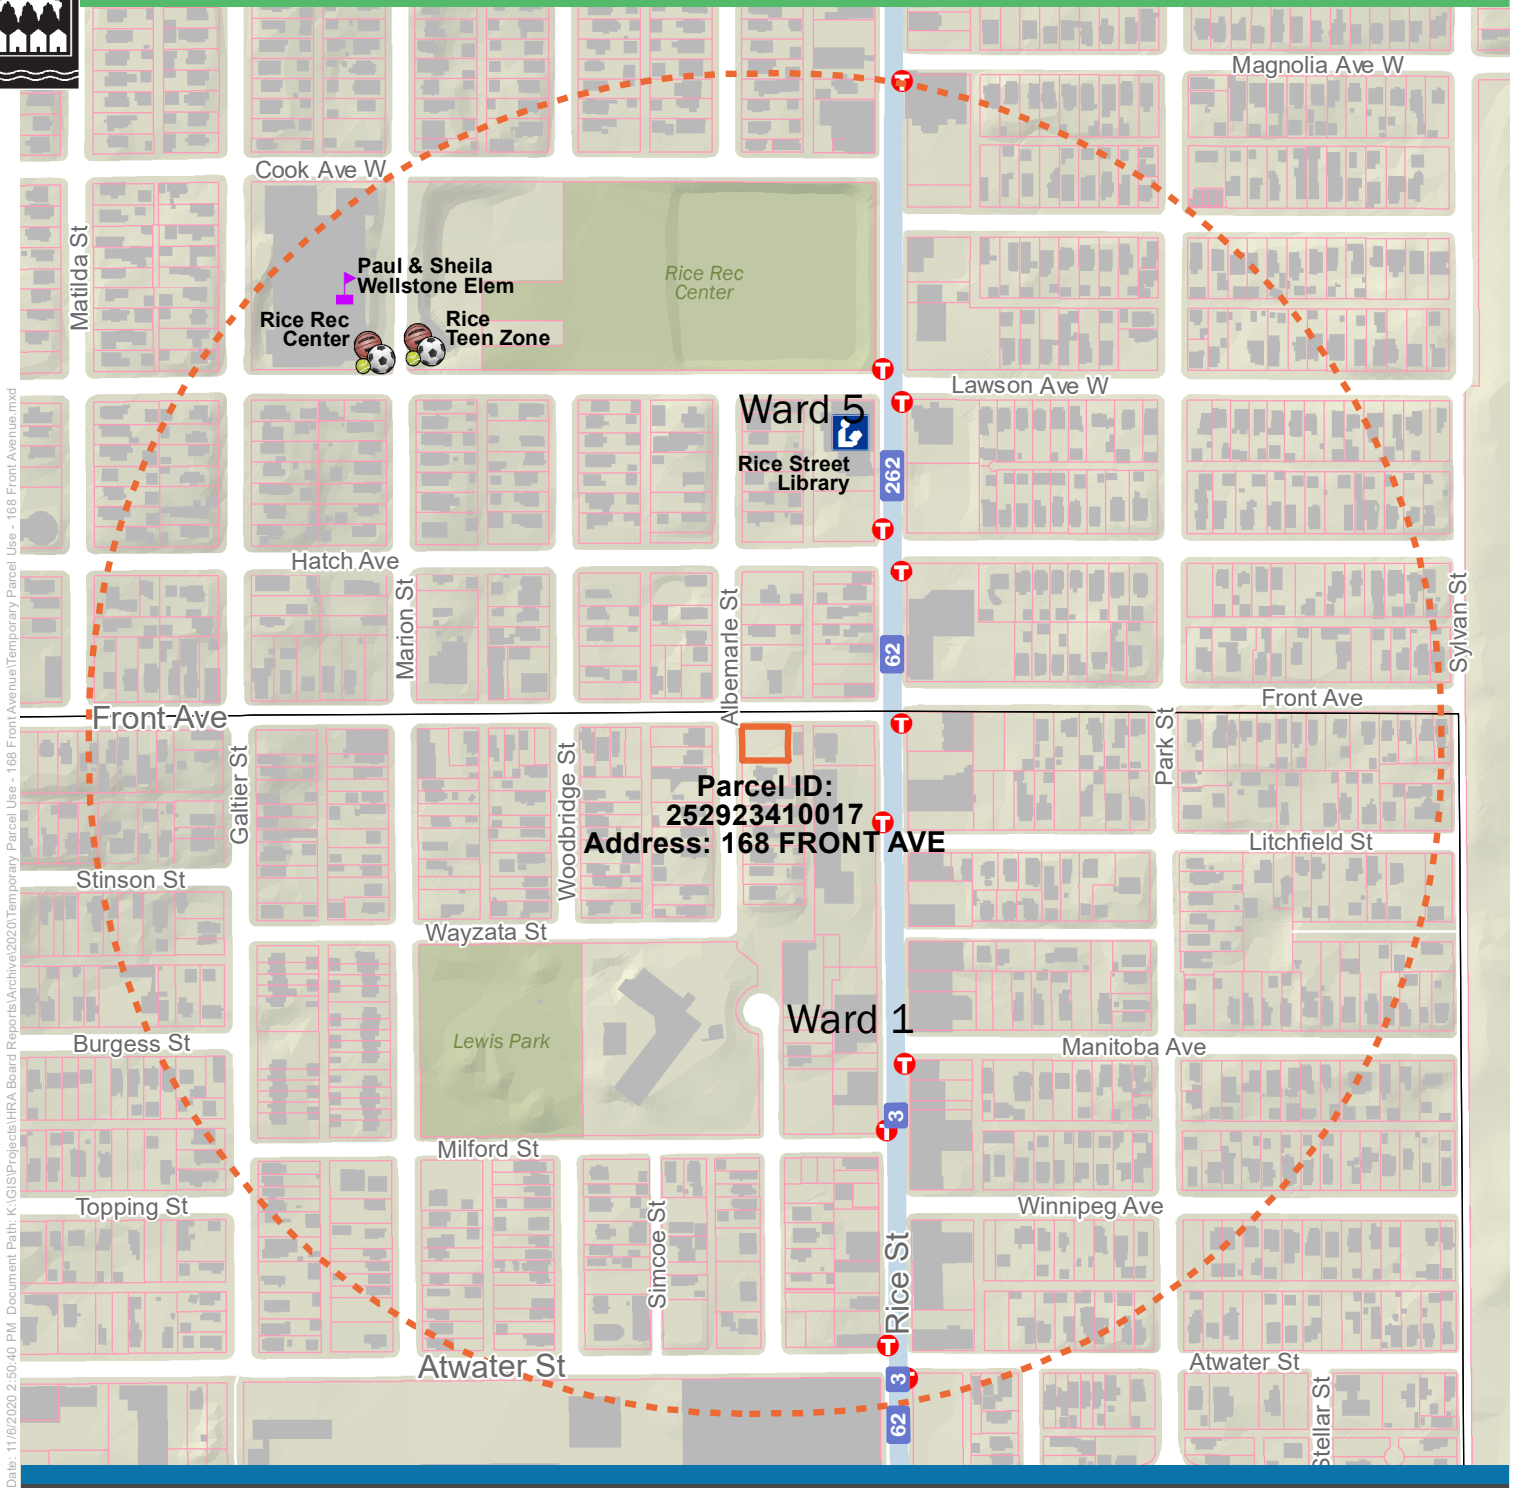 Magnolia Ave W
Cook Ave W
Matilda St
Paul & Sheila
Wellstone Elem
Rice Rec
Center
Rice
Teen Zone
Rice Rec
Center
T
T
Lawson Ave W
T
Ward 5
Rice Street
Library
262
T
Hatch Ave
T
Marion St
Albemarle St
Sylvan St
62
Front Ave
Front Ave
T
Park St
Galtier St
Woodbridge St
Parcel ID:
252923410017
Address: 168 FRONT AVE
T
Litchfield St
Stinson St
Wayzata St
Ward 1
Lewis Park
Burgess St
Manitoba Ave
T
3
T
Milford St
Topping St
Simcoe St
Winnipeg Ave
Rice St
T
Atwater St
Atwater St
3
62
Stellar St
Date: 11/6/2020 2:50:40 PM Document Path: K:\GIS\Projects\HRA Board Reports\Archive\2020\Temporary Parcel Use - 168 Front Avenue\Temporary Parcel Use - 168 Front Avenue.mxd